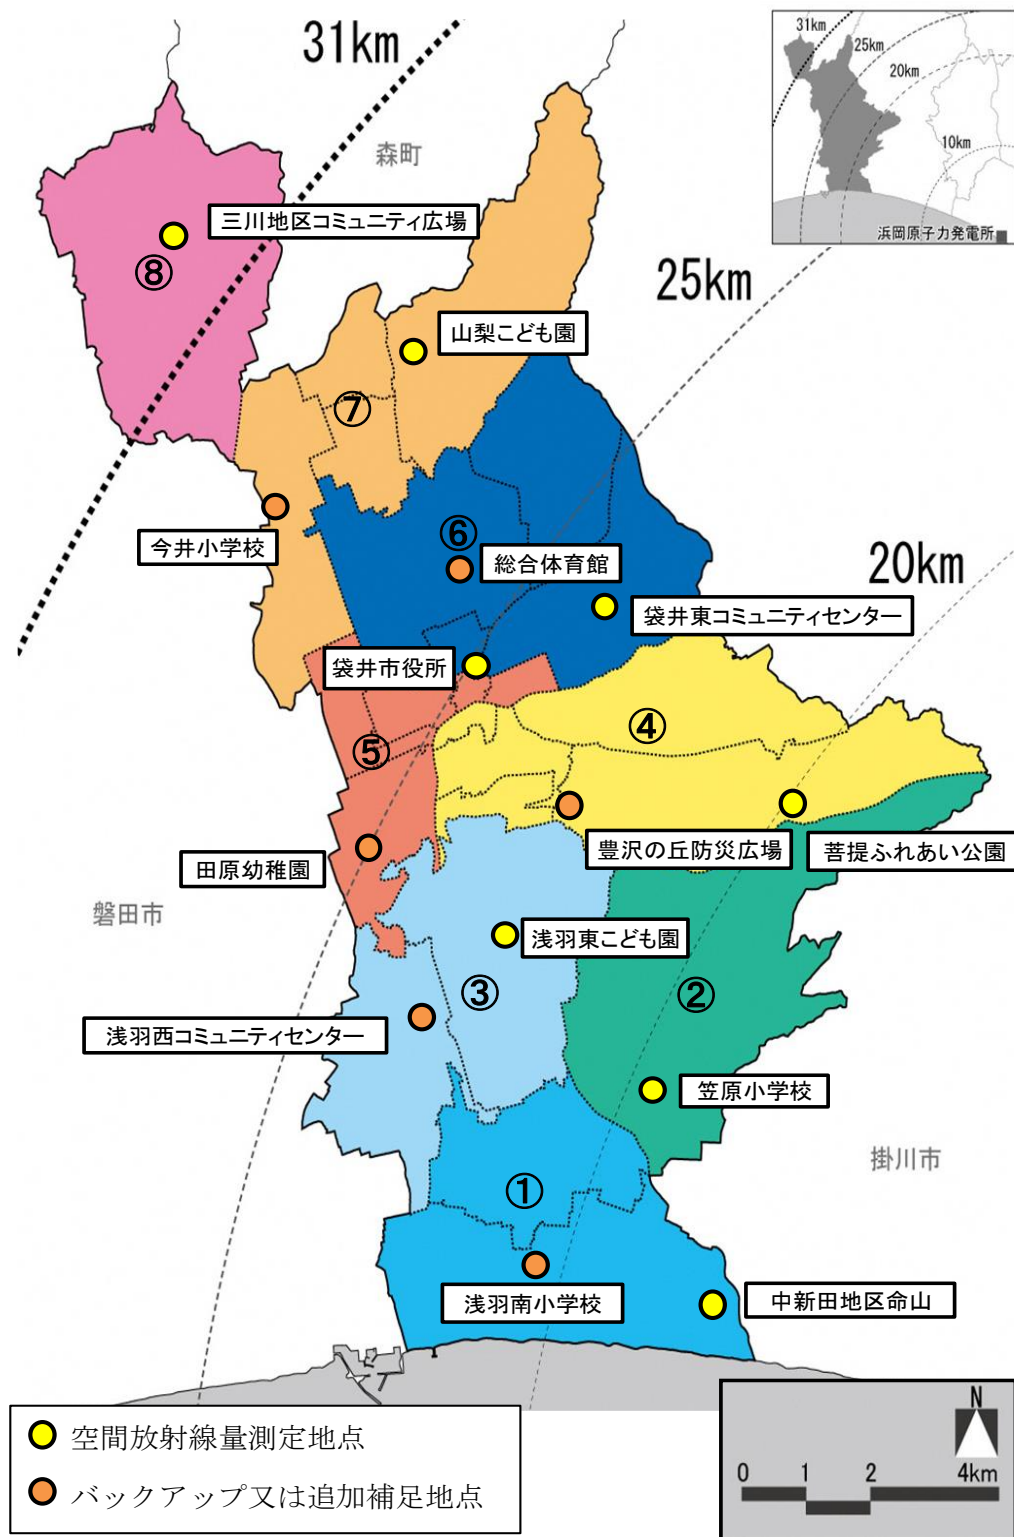 31km
森町
三川地区コミュニティ広場
⑧
25km
山梨こども園
⑦
今井小学校
⑥
総合体育館
20km
袋井東コミュニティセンター
袋井市役所
④
⑤
豊沢の丘防災広場
菩提ふれあい公園
田原幼稚園
磐田市
浅羽東こども園
③
②
浅羽西コミュニティセンター
笠原小学校
掛川市
①
浅羽南小学校
中新田地区命山
31km
25km
20km
10km
浜岡原子力発電所
空間放射線量測定地点
バックアップ又は追加補足地点
N
0 1 2 4km